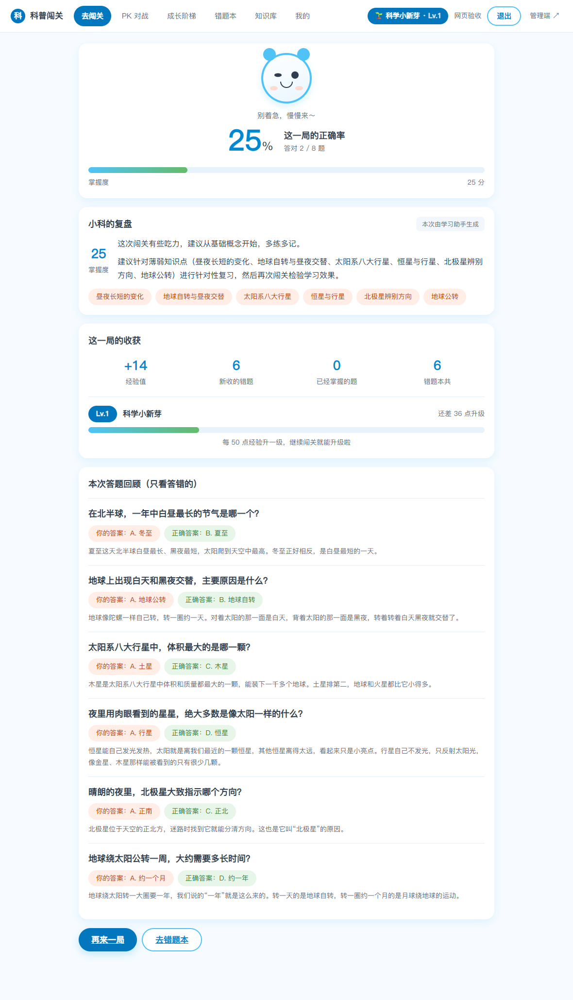 科 科普闯关 去闯关 PK 对战 成长阶梯 错题本 知识库 我的 科学小新芽 · Lv.1 网页验收 退出 管理端 ↗
别着急，慢慢来～
25% 这一局的正确率
答对 2 / 8 题
掌握度 25 分
小科的复盘 本次由学习助手生成
25 掌握度
这次闯关有些吃力，建议从基础概念开始，多练多记。
建议针对薄弱知识点（昼夜长短的变化、地球自转与昼夜交替、太阳系八大行星、恒星与行星、北极星辨别
方向、地球公转）进行针对性复习，然后再次闯关检验学习效果。
昼夜长短的变化 地球自转与昼夜交替 太阳系八大行星 恒星与行星 北极星辨别方向 地球公转
这一局的收获
+14 6 0 6
经验值 新收的错题 已经掌握的题 错题本共
Lv.1 科学小新芽 还差 36 点升级
每 50 点经验升一级，继续闯关就能升级啦
本次答题回顾（只看答错的）
在北半球，一年中白昼最长的节气是哪一个？
你的答案：A. 冬至 正确答案：B. 夏至
夏至这天北半球白昼最长、黑夜最短，太阳爬到天空中最高。冬至正好相反，是白昼最短的一天。
地球上出现白天和黑夜交替，主要原因是什么？
你的答案：A. 地球公转 正确答案：B. 地球自转
地球像陀螺一样自己转，转一圈约一天。对着太阳的那一面是白天，背着太阳的那一面是黑夜，转着转着白天黑夜就交替了。
太阳系八大行星中，体积最大的是哪一颗？
你的答案：A. 土星 正确答案：C. 木星
木星是太阳系八大行星中体积和质量都最大的一颗，能装下一千多个地球。土星排第二，地球和火星都比它小得多。
夜里用肉眼看到的星星，绝大多数是像太阳一样的什么？
你的答案：A. 行星 正确答案：D. 恒星
恒星能自己发光发热，太阳就是离我们最近的一颗恒星，其他恒星离得太远，看起来只是小亮点。行星自己不发光，只反射太阳光，
像金星、木星那样能被看到的只有很少几颗。
晴朗的夜里，北极星大致指示哪个方向？
你的答案：A. 正南 正确答案：C. 正北
北极星位于天空的正北方，迷路时找到它就能分清方向。这也是它叫“北极星”的原因。
地球绕太阳公转一周，大约需要多长时间？
你的答案：A. 约一个月 正确答案：D. 约一年
地球绕太阳转一大圈要一年，我们说的“一年”就是这么来的。转一天的是地球自转，转一圈约一个月的是月球绕地球的运动。
再来一局 去错题本